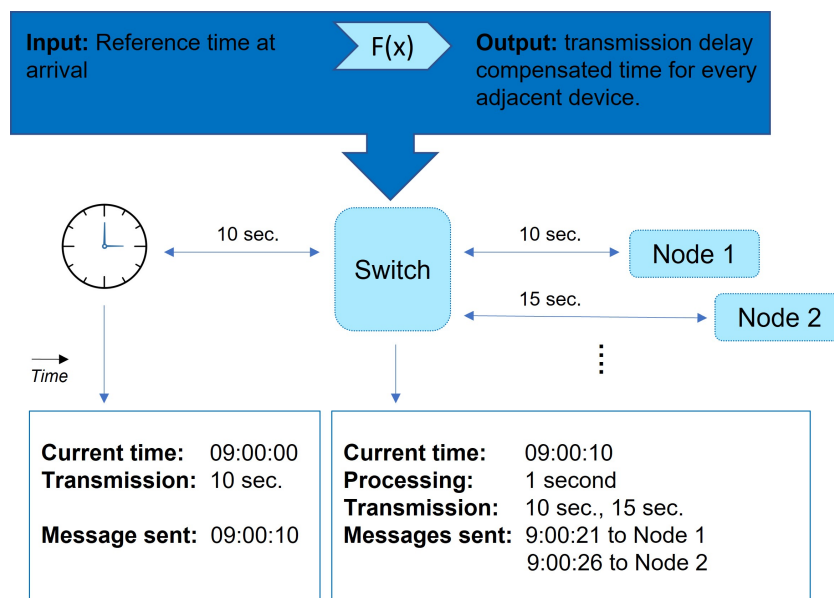 Input: Reference time at
arrival
F(x)
Output: transmission delay
compensated time for every
adjacent device.
10 sec.
Switch
10 sec.
Node 1
15 sec.
Node 2
Time
Current time: 09:00:00
Transmission: 10 sec.
Message sent: 09:00:10
Current time: 09:00:10
Processing: 1 second
Transmission: 10 sec., 15 sec.
Messages sent: 9:00:21 to Node 1
9:00:26 to Node 2